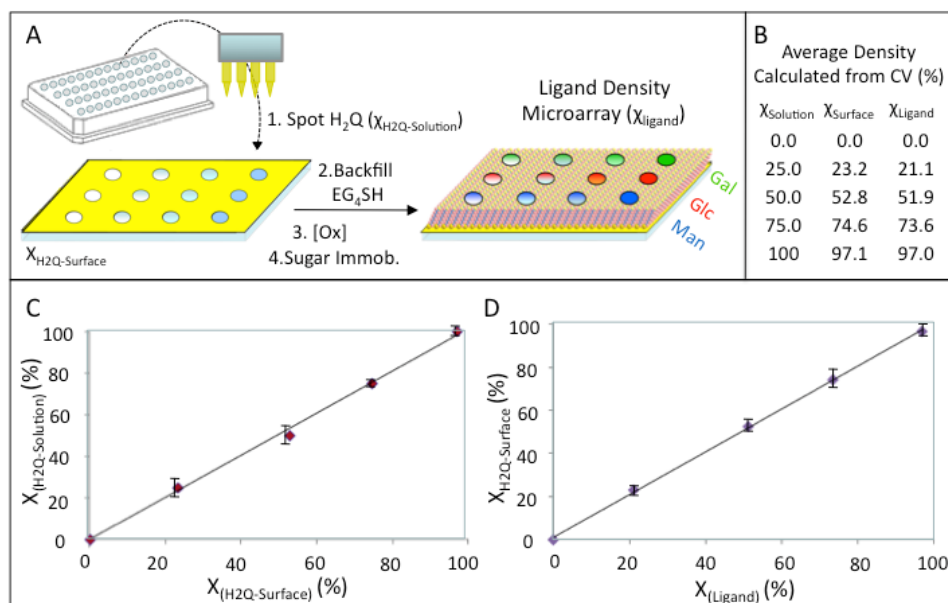 A
1. Spot H₂Q (χH2Q-Solution)
2.Backfill
EG₄SH
3. [Ox]
4.Sugar Immob.
XH2Q-Surface
Ligand Density
Microarray (χligand)
Gal
Glc
Man
B
Average Density
Calculated from CV (%)
χSolution χSurface χLigand
0.0 0.0 0.0
25.0 23.2 21.1
50.0 52.8 51.9
75.0 74.6 73.6
100 97.1 97.0
C
X(H2Q-Solution) (%)
100
80
60
40
20
0
0 20 40 60 80 100
X(H2Q-Surface) (%)
D
XH2Q-Surface (%)
100
80
60
40
20
0
0 20 40 60 80 100
X(Ligand) (%)